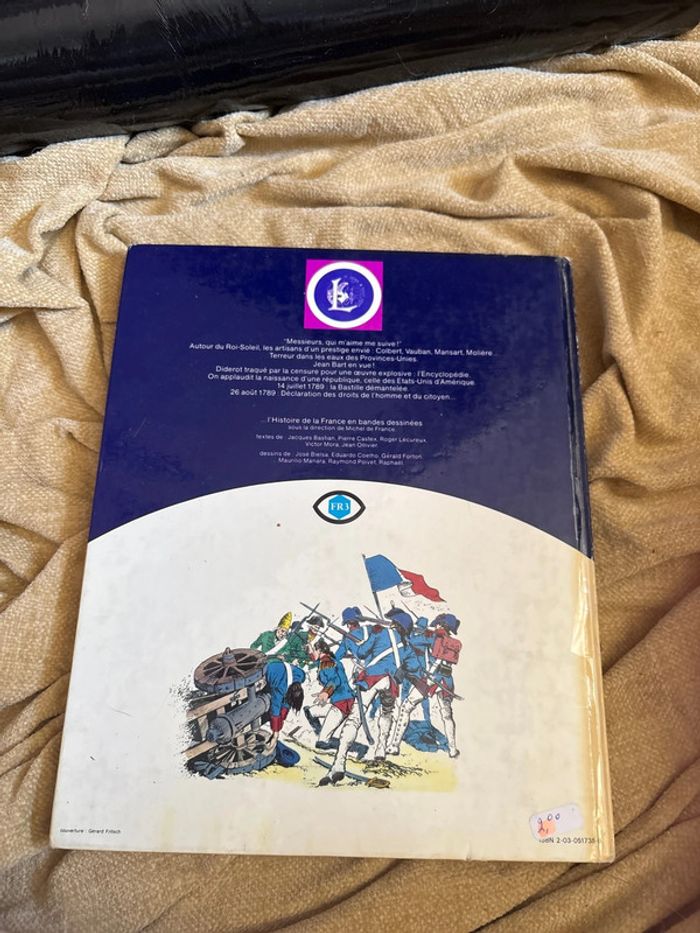 L
"Messieurs, qui m'aime me suive!"
Autour du Roi-Soleil, les artisans d'un prestige envié : Colbert, Vauban, Mansart, Molière...
Terreur dans les eaux des Provinces-Unies.
Jean Bart en vue!
Diderot traqué par la censure pour une œuvre explosive : l'Encyclopédie.
On applaudit la naissance d'une république, celle des États-Unis d'Amérique.
14 juillet 1789 : la Bastille démantelée.
26 août 1789 : Déclaration des droits de l'homme et du citoyen...
...l'Histoire de la France en bandes dessinées
sous la direction de Michel de France.
textes de : Jacques Bastian, Pierre Castex, Roger Lécureux,
Victor Mora, Jean Ollivier.
dessins de : José Bielsa, Eduardo Coelho, Gérald Forton,
Maurillo Manara, Raymond Poïvet, Raphaël.
FR3
couverture : Gérard Fritsch
2,00
ISBN 2-03-051738-